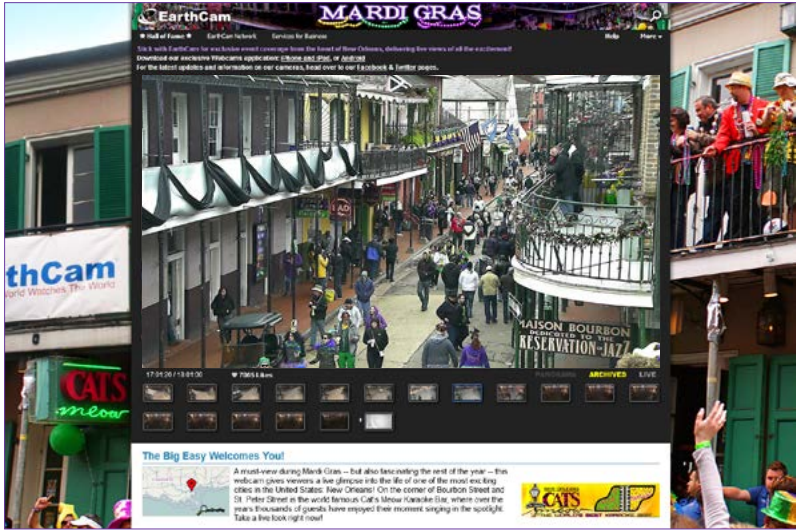 EarthCam
MARDI GRAS
★ Hall of Fame ★ EarthCam Network Services for Business Help More
Stick with EarthCam for exclusive event coverage from the heart of New Orleans, delivering live views of all the excitement!
Download our exclusive Webcams application: iPhone and iPad, or Android
For the latest updates and information on our cameras, head over to our Facebook & Twitter pages.
MAISON BOURBON
DEDICATED TO THE
RESERVATION OF JAZZ
ARCHIVES LIVE
thCam
World Watches The World
CATS
meow
The Big Easy Welcomes You!
A must-view during Mardi Gras -- but also fascinating the rest of the year -- this
webcam gives viewers a live glimpse into the life of one of the most exciting
cities in the United States: New Orleans! On the corner of Bourbon Street and
St. Peter Street in the world famous Cat's Meow Karaoke Bar, where over the
years thousands of guests have enjoyed their moment singing in the spotlight.
Take a live look right now!
CATS